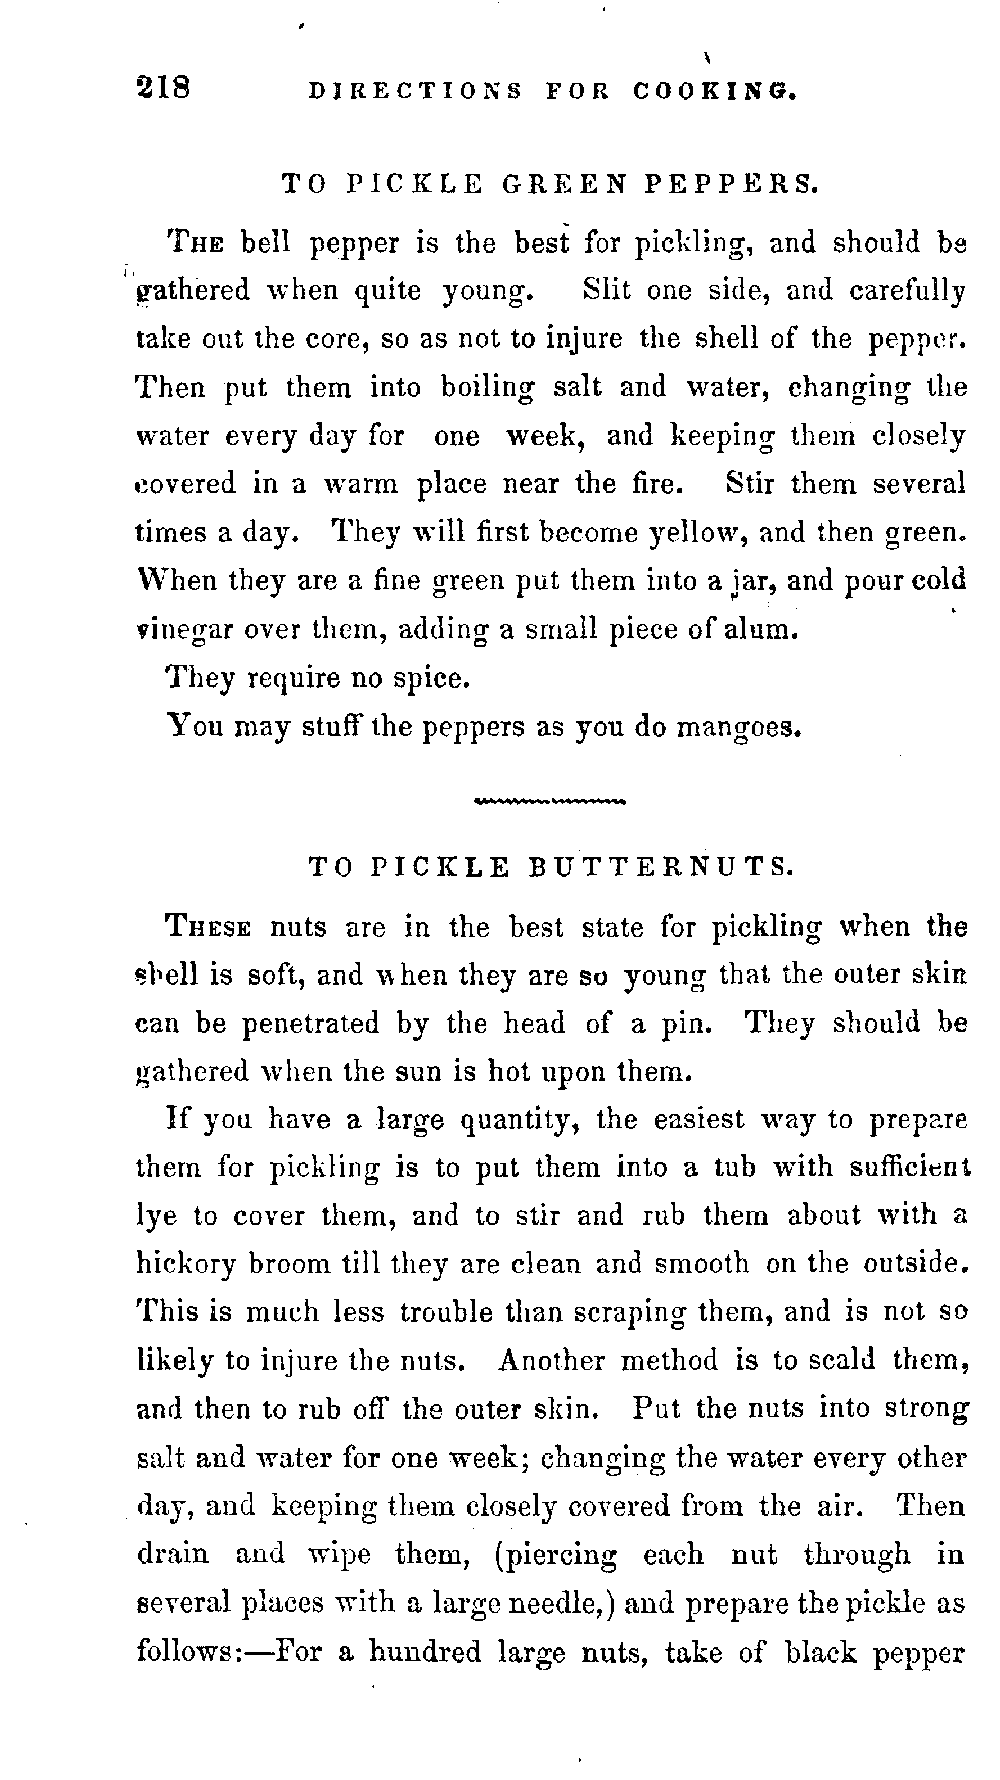 218 DIRECTIONS FOR COOKING.
TO PICKLE GREEN PEPPERS.
THE bell pepper is the best for pickling, and should be
gathered when quite young. Slit one side, and carefully
take out the core, so as not to injure the shell of the pepper.
Then put them into boiling salt and water, changing the
water every day for one week, and keeping them closely
covered in a warm place near the fire. Stir them several
times a day. They will first become yellow, and then green.
When they are a fine green put them into a jar, and pour cold
vinegar over them, adding a small piece of alum.
They require no spice.
You may stuff the peppers as you do mangoes.
TO PICKLE BUTTERNUTS.
THESE nuts are in the best state for pickling when the
shell is soft, and when they are so young that the outer skin
can be penetrated by the head of a pin. They should be
gathered when the sun is hot upon them.
If you have a large quantity, the easiest way to prepare
them for pickling is to put them into a tub with sufficient
lye to cover them, and to stir and rub them about with a
hickory broom till they are clean and smooth on the outside.
This is much less trouble than scraping them, and is not so
likely to injure the nuts. Another method is to scald them,
and then to rub off the outer skin. Put the nuts into strong
salt and water for one week; changing the water every other
day, and keeping them closely covered from the air. Then
drain and wipe them, (piercing each nut through in
several places with a large needle,) and prepare the pickle as
follows:—For a hundred large nuts, take of black pepper